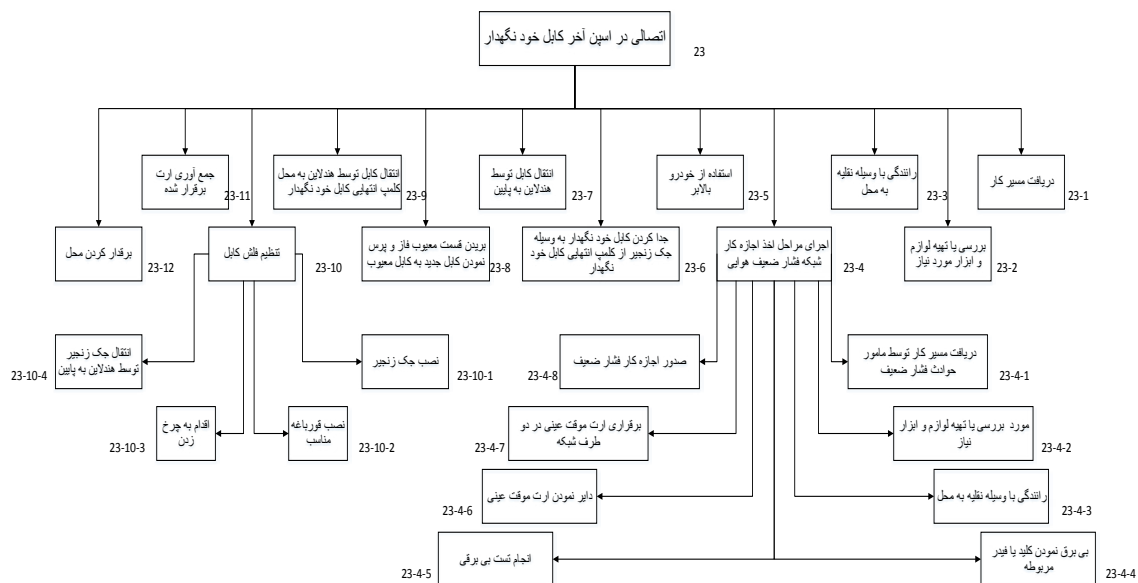 اتصالی در اسپن آخر کابل خود نگهدار
23
دریافت مسیر کار
23-1
بررسی یا تهیه لوازم
و ابزار مورد نیاز
23-2
رانندگی با وسیله نقلیه
به محل
23-3
اجرای مراحل اخذ اجازه کار
شبکه فشار ضعیف هوایی
23-4
استفاده از خودرو
بالابر
23-5
جدا کردن کابل خود نگهدار به وسیله
جک زنجیر از کلمپ انتهایی کابل خود
نگهدار
23-6
انتقال کابل توسط
هندلاین به پایین
23-7
بریدن قسمت معیوب فاز و پرس
نمودن کابل جدید به کابل معیوب
23-8
انتقال کابل توسط هندلاین به محل
کلمپ انتهایی کابل خود نگهدار
23-9
تنظیم فلش کابل
23-10
جمع آوری ارت
برقرار شده
23-11
برقدار کردن محل
23-12
دریافت مسیر کار توسط مامور
حوادث فشار ضعیف
23-4-1
مورد بررسی یا تهیه لوازم و ابزار
نیاز
23-4-2
رانندگی با وسیله نقلیه به محل
23-4-3
بی برق نمودن کلید یا فیدر
مربوطه
23-4-4
انجام تست بی برقی
23-4-5
دایر نمودن ارت موقت عینی
23-4-6
برقراری ارت موقت عینی در دو
طرف شبکه
23-4-7
صدور اجازه کار فشار ضعیف
23-4-8
نصب جک زنجیر
23-10-1
نصب قورباغه
مناسب
23-10-2
اقدام به چرخ
زدن
23-10-3
انتقال جک زنجیر
توسط هندلاین به پایین
23-10-4